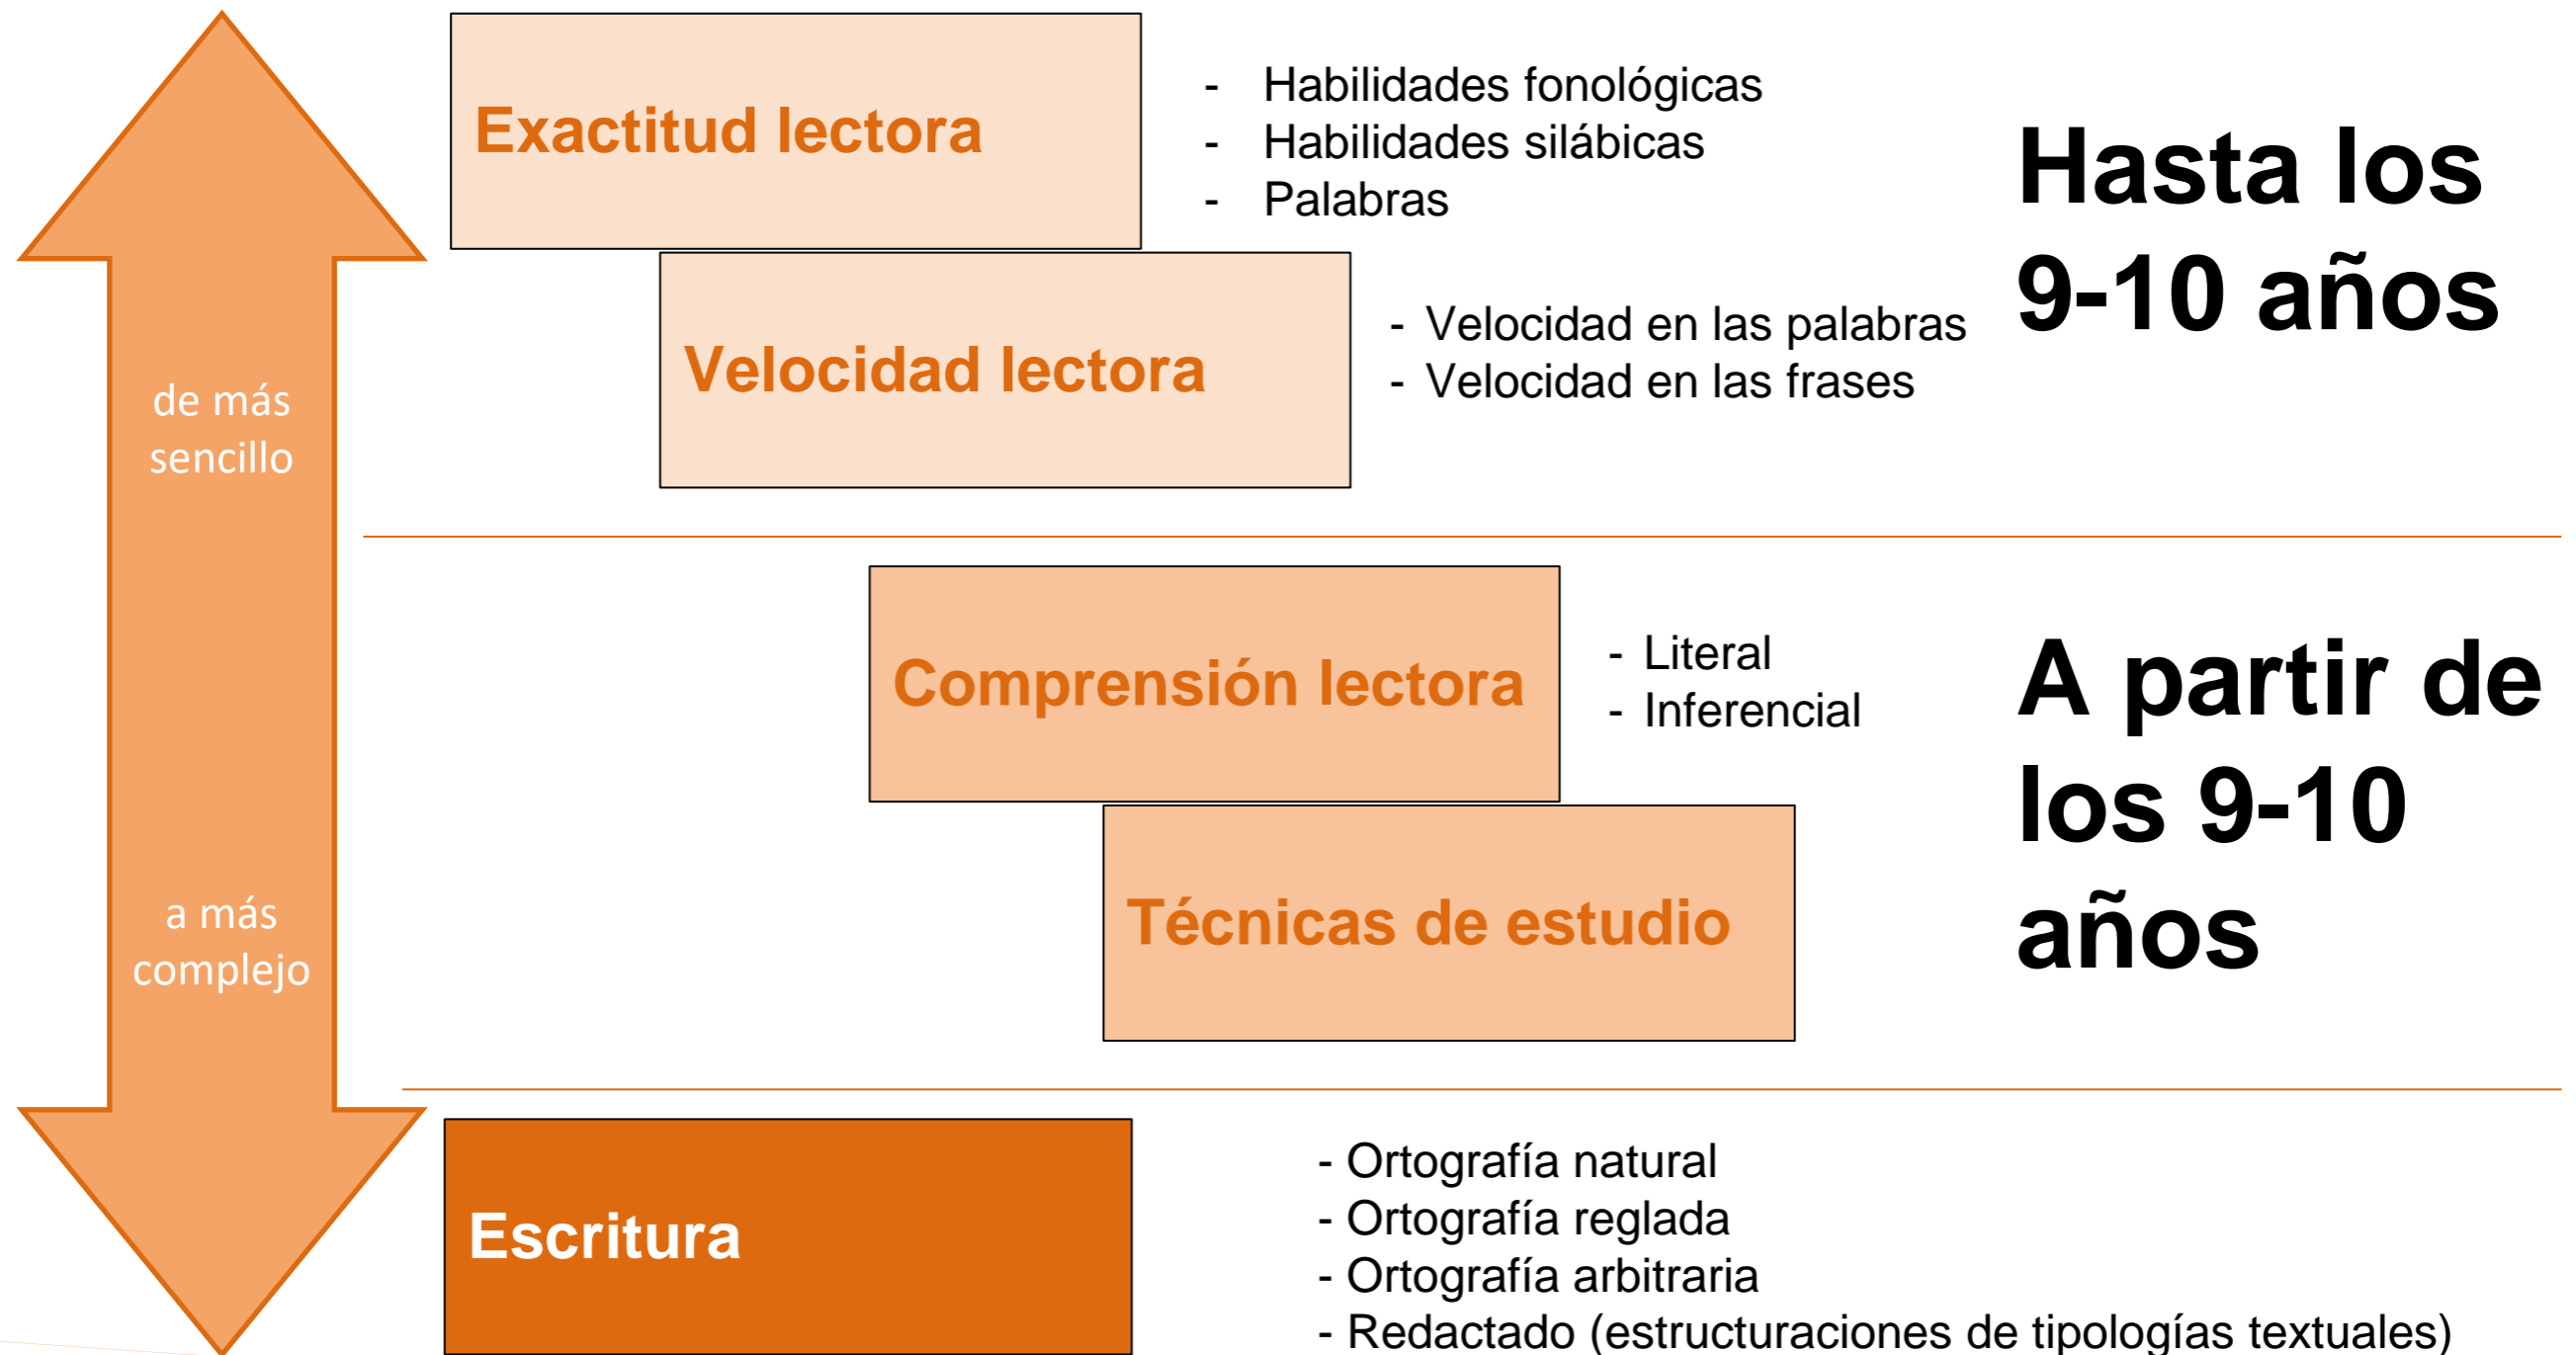 Exactitud lectora
- Habilidades fonológicas
- Habilidades silábicas
- Palabras
Hasta los
9-10 años
Velocidad lectora
- Velocidad en las palabras
- Velocidad en las frases
de más
sencillo
Comprensión lectora
- Literal
- Inferencial
A partir de
los 9-10
años
Técnicas de estudio
a más
complejo
Escritura
- Ortografía natural
- Ortografía reglada
- Ortografía arbitraria
- Redactado (estructuraciones de tipologías textuales)